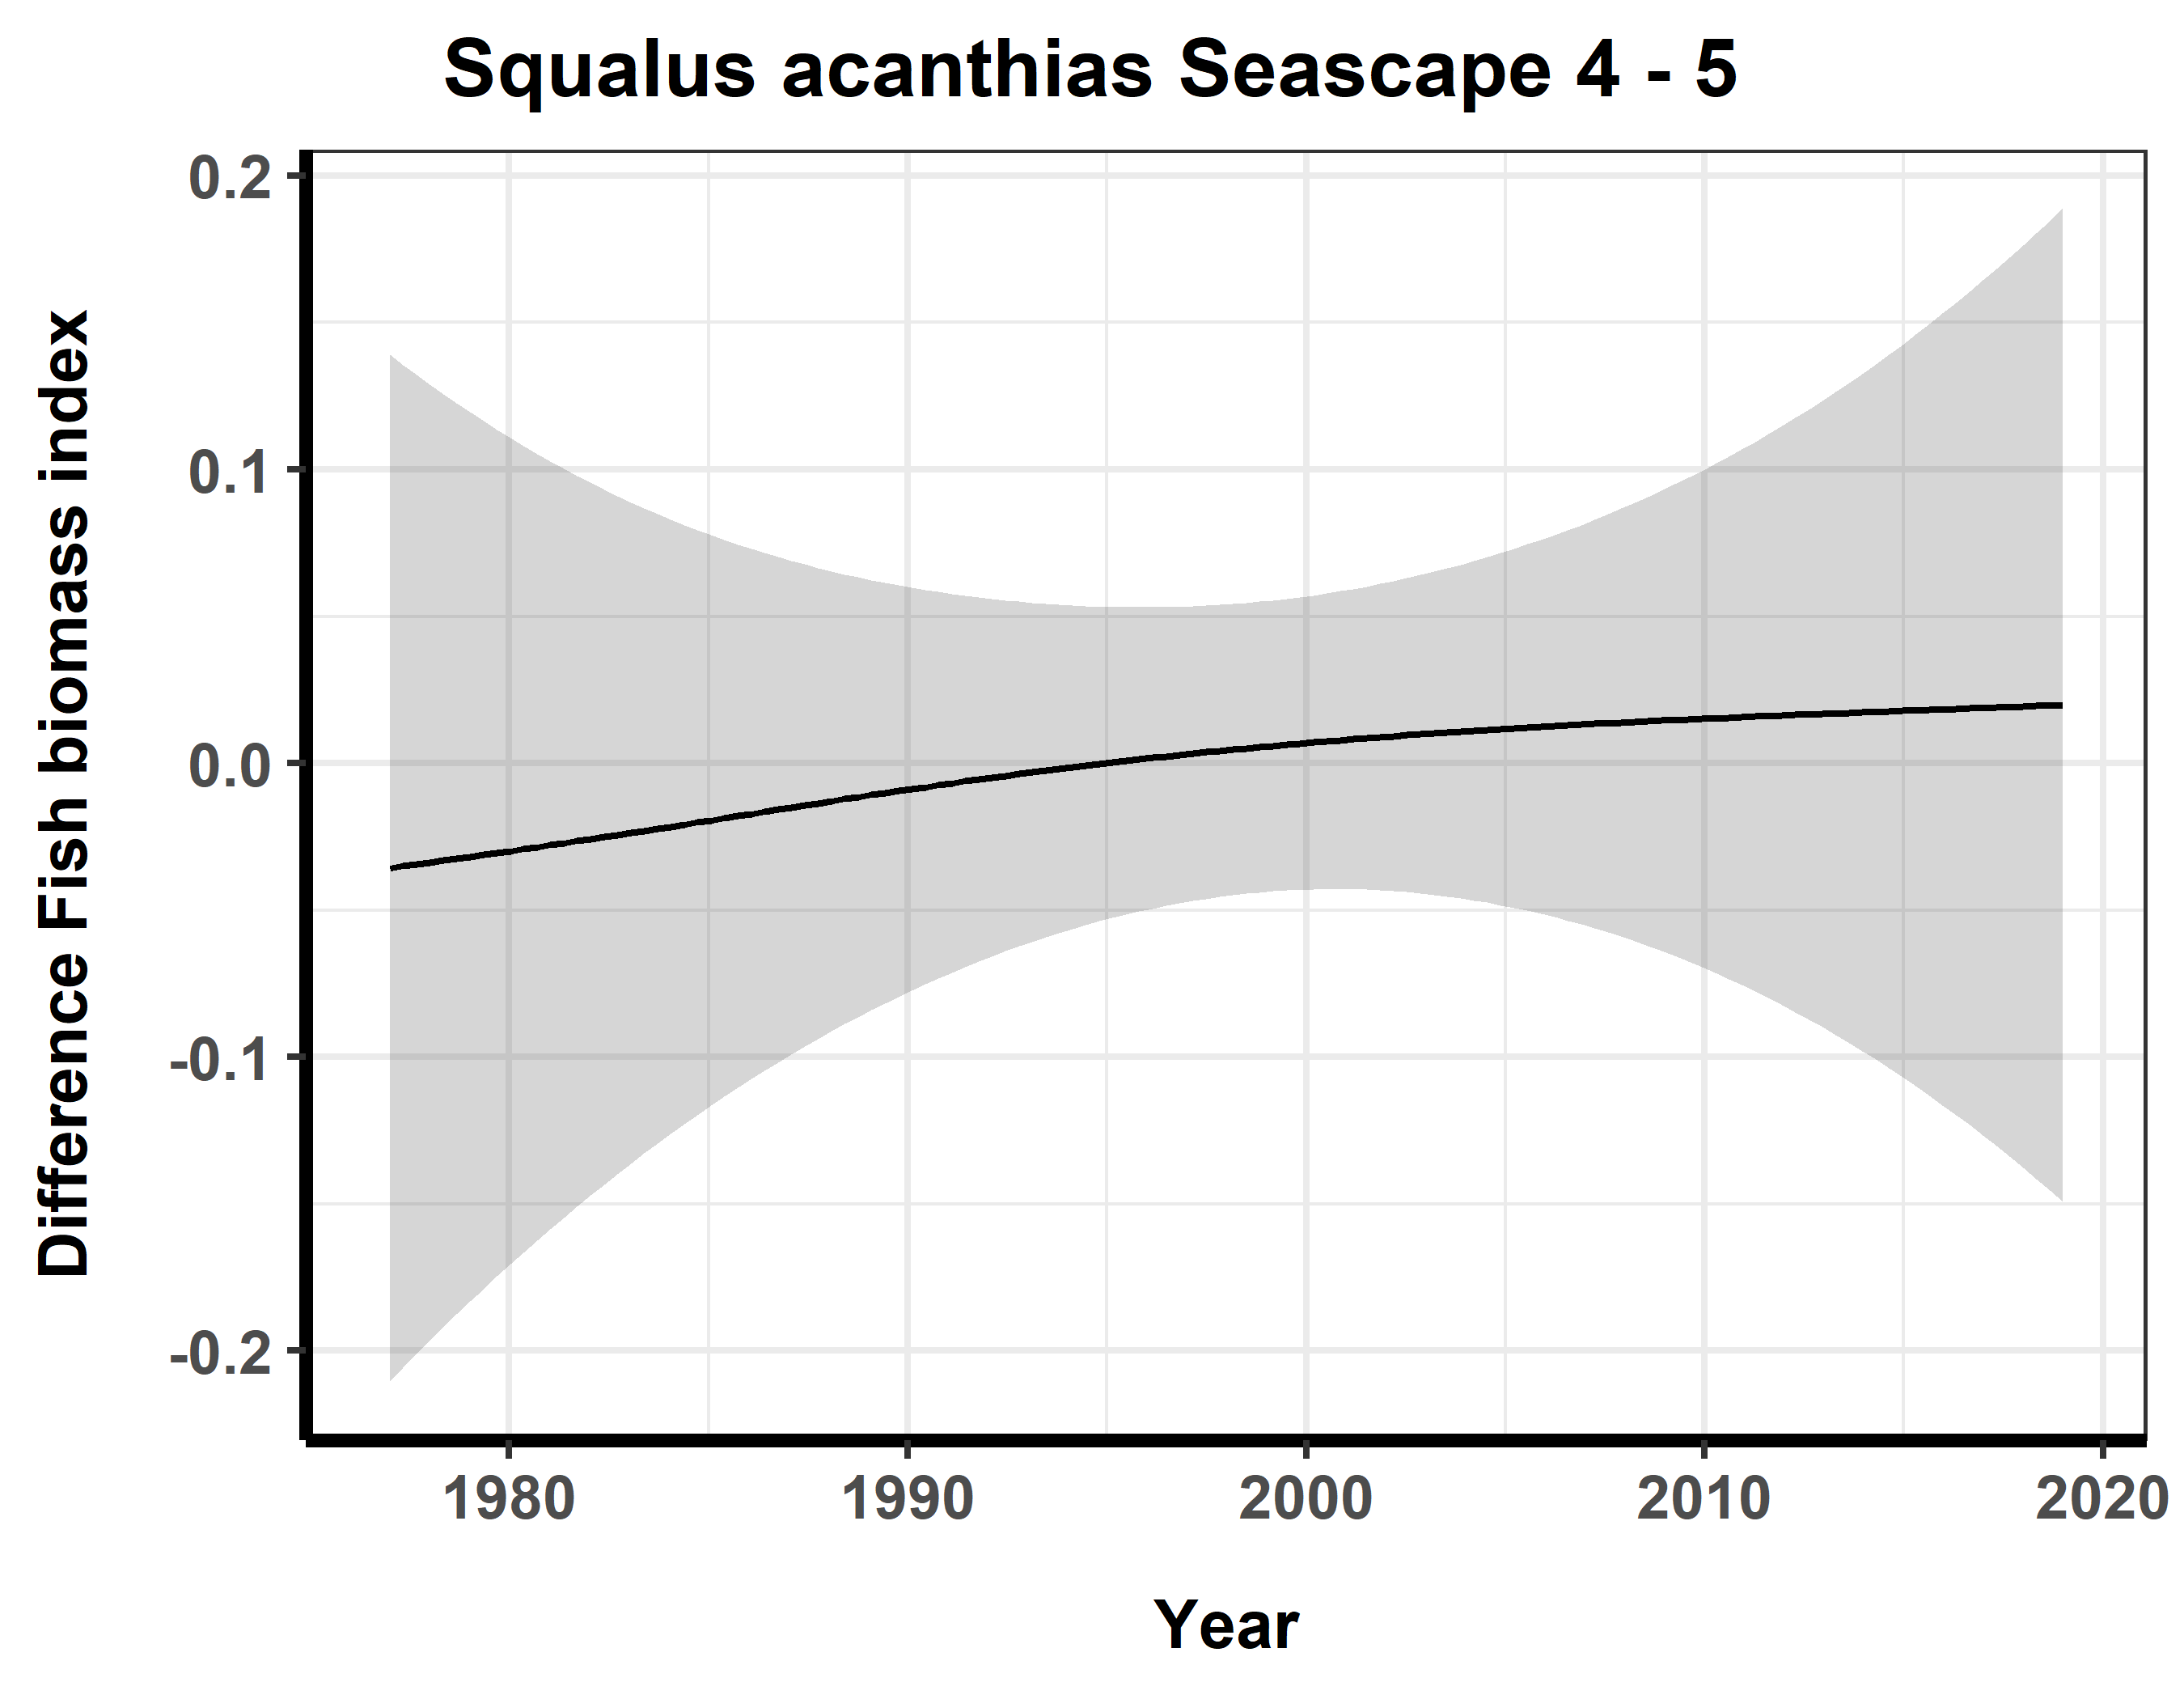 Squalus acanthias Seascape 4 - 5
Difference Fish biomass index
0.2
0.1
0.0
-0.1
-0.2
1980 1990 2000 2010 2020
Year